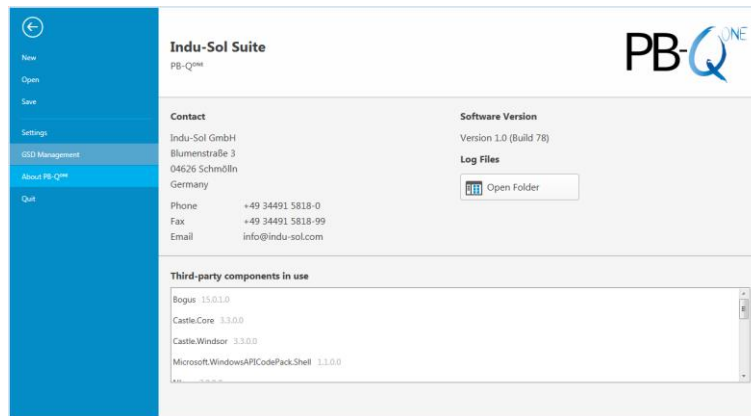 New
Open
Save
Settings
GSD Management
About PB-Qᴼᴺᴱ
Quit
Indu-Sol Suite
PB-Qᴼᴺᴱ
PB-QONE
Contact
Indu-Sol GmbH
Blumenstraße 3
04626 Schmölln
Germany
Phone +49 34491 5818-0
Fax +49 34491 5818-99
Email info@indu-sol.com
Software Version
Version 1.0 (Build 78)
Log Files
Open Folder
Third-party components in use
Bogus 15.0.1.0
Castle.Core 3.3.0.0
Castle.Windsor 3.3.0.0
Microsoft.WindowsAPICodePack.Shell 1.1.0.0